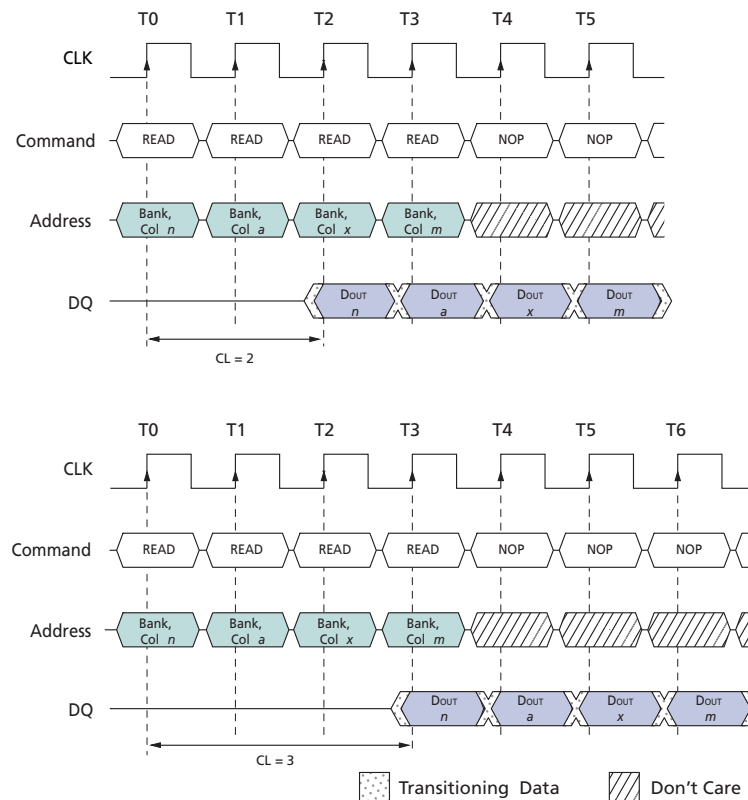 T0 T1 T2 T3 T4 T5
CLK
Command READ READ READ READ NOP NOP
Address Bank, Col n Bank, Col a Bank, Col x Bank, Col m
DQ DOUT n DOUT a DOUT x DOUT m
CL = 2
T0 T1 T2 T3 T4 T5 T6
CLK
Command READ READ READ READ NOP NOP NOP
Address Bank, Col n Bank, Col a Bank, Col x Bank, Col m
DQ DOUT n DOUT a DOUT x DOUT m
CL = 3
Transitioning Data Don't Care